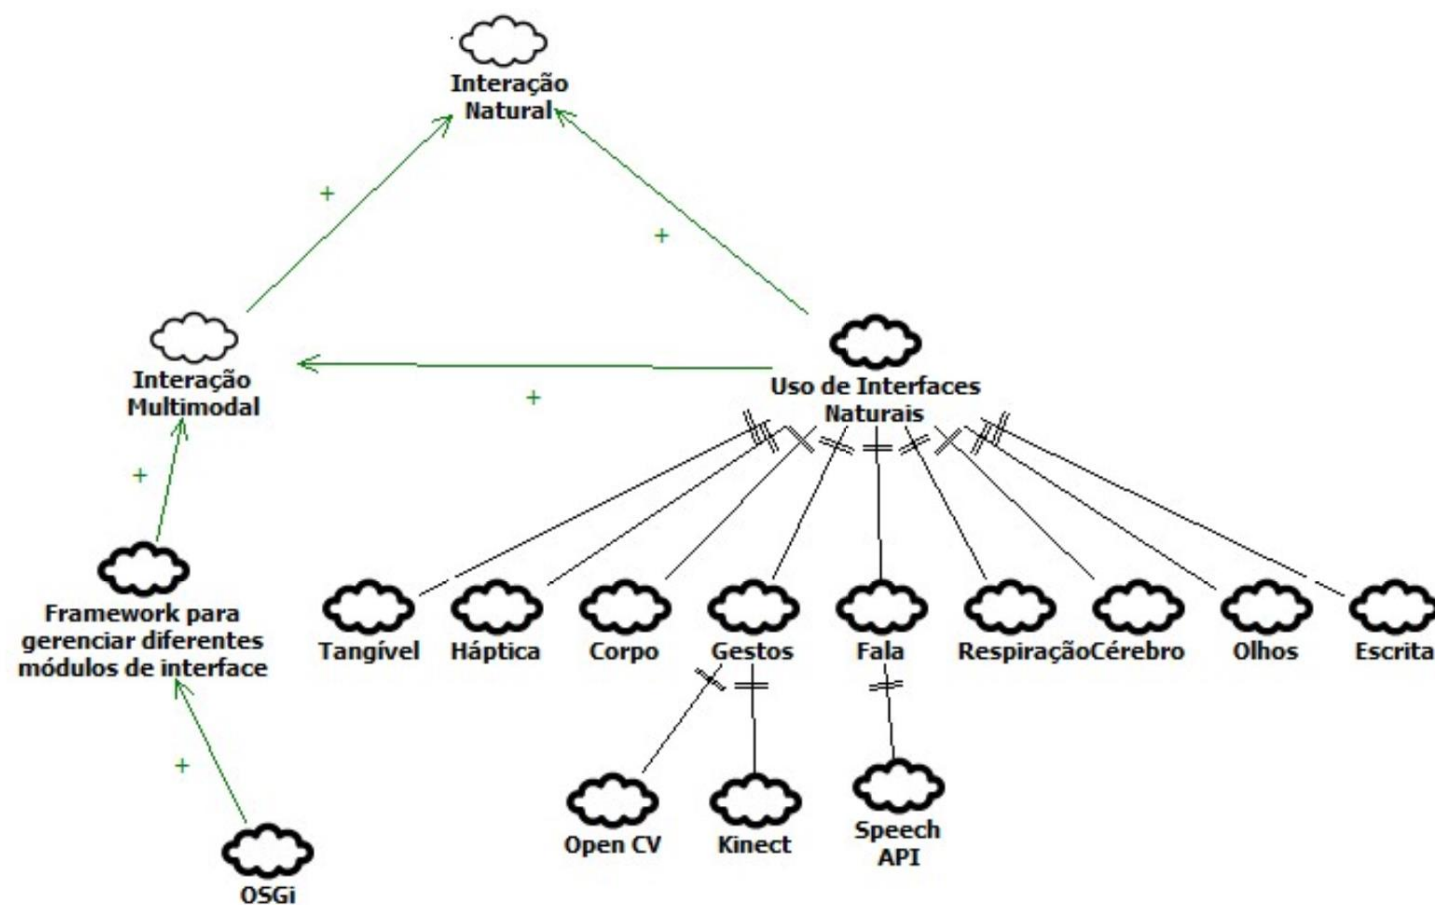 Interação
Natural
+
+
Interação
Multimodal
+
Uso de Interfaces
Naturais
+
Framework para
gerenciar diferentes
módulos de interface
Tangível
Háptica
Corpo
Gestos
Fala
Respiração
Cérebro
Olhos
Escrita
+
Open CV
Kinect
Speech
API
OSGi